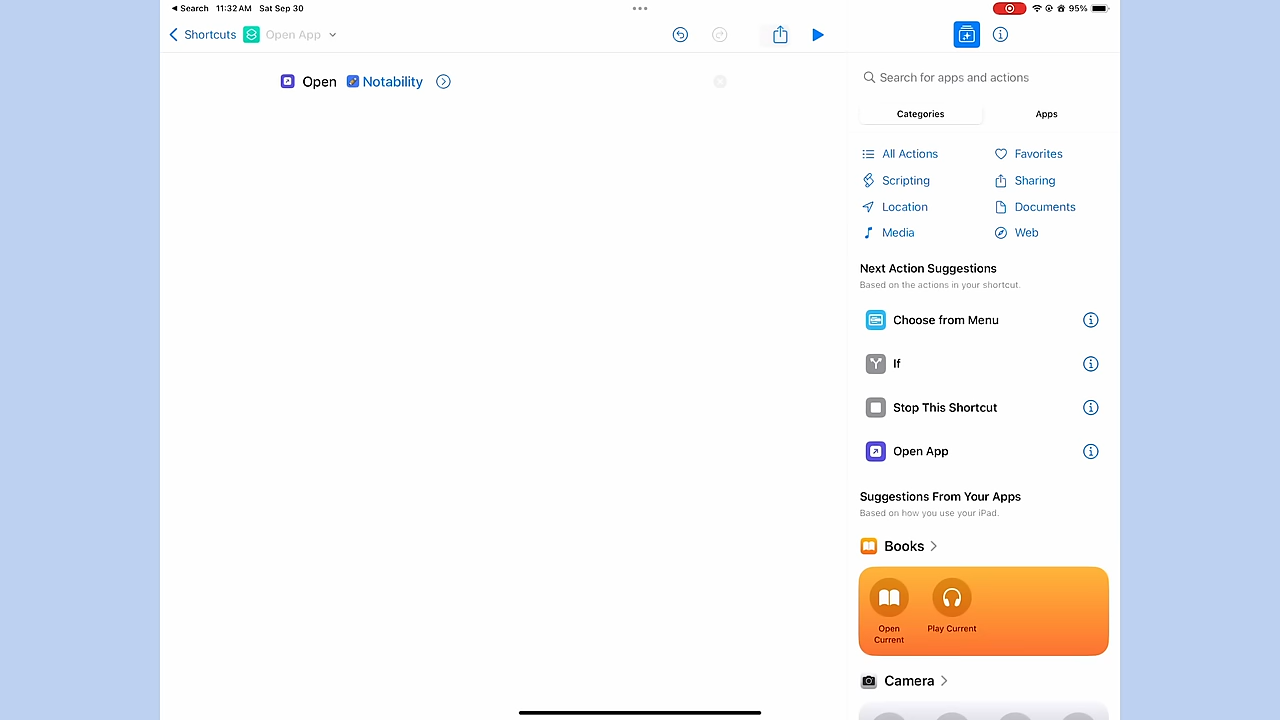 Search 11:32 AM Sat Sep 30 95%
Shortcuts Open App
Open Notability
Search for apps and actions
Categories Apps
All Actions Favorites
Scripting Sharing
Location Documents
Media Web
Next Action Suggestions
Based on the actions in your shortcut.
Choose from Menu
If
Stop This Shortcut
Open App
Suggestions From Your Apps
Based on how you use your iPad.
Books
Open Current
Play Current
Camera